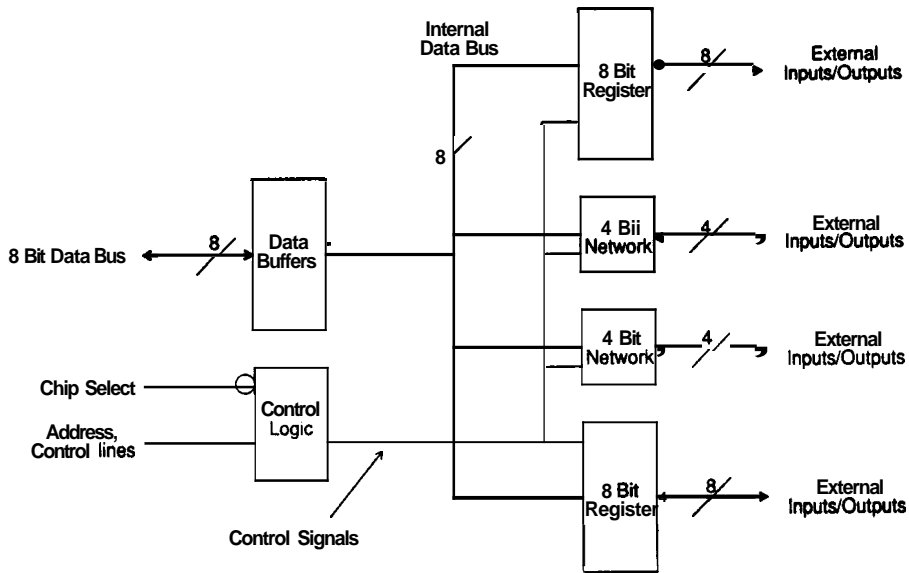 Internal
Data Bus
8 Bit
Register
8
External
Inputs/Outputs
8
8 Bit Data Bus
8
Data
Buffers
4 Bii
Network
4
External
Inputs/Outputs
4 Bit
Network
4
External
Inputs/Outputs
Chip Select
Address,
Control lines
Control
Logic
Control Signals
8 Bit
Register
8
External
Inputs/Outputs